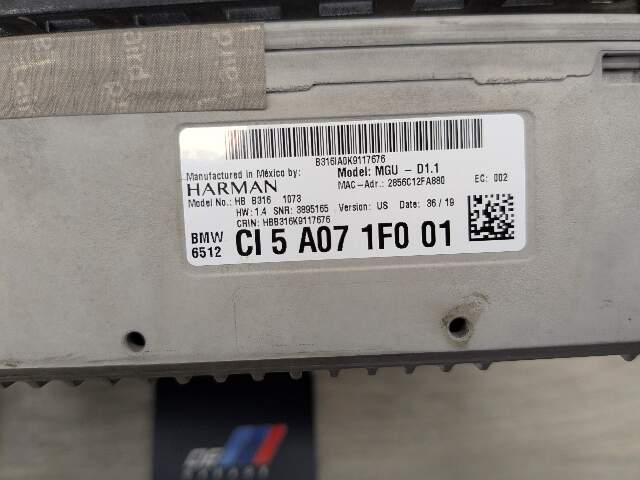 B316IA0K9117676
Manufactured in México by:
HARMAN
Model: MGU - D1.1
MAC-Adr.: 2856C12FA880
EC: 002
Model No.: HB B316 1073
HW: 1.4 SNR: 3895165 Version: US Date: 36 / 19
CRIN: HBB316K9117676
BMW
6512
CI 5 A07 1F0 01